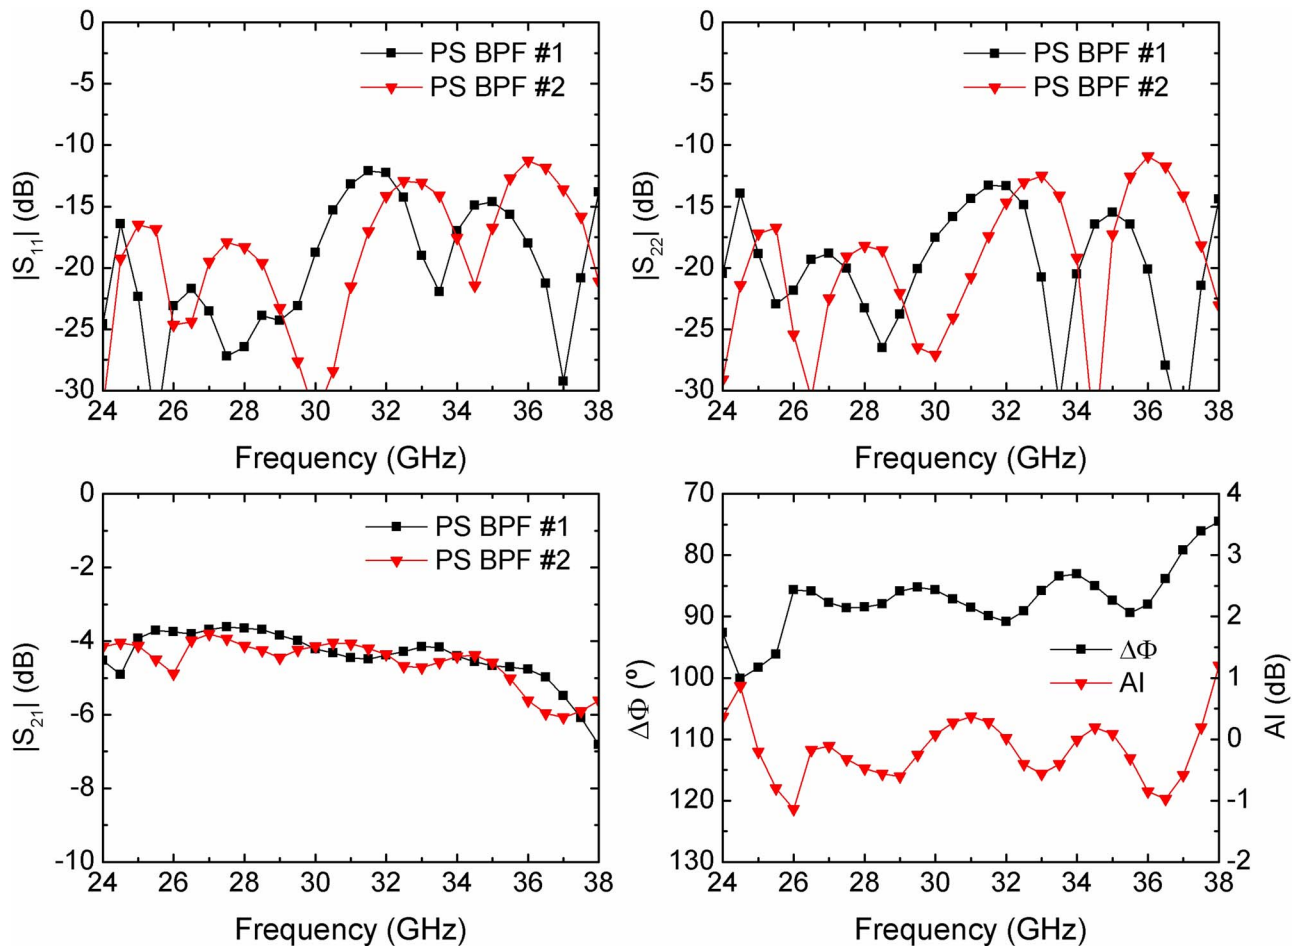 0
-5
-10
-15
-20
-25
-30
|S11| (dB)
PS BPF #1
PS BPF #2
24 26 28 30 32 34 36 38
Frequency (GHz)
0
-5
-10
-15
-20
-25
-30
|S22| (dB)
PS BPF #1
PS BPF #2
24 26 28 30 32 34 36 38
Frequency (GHz)
0
-2
-4
-6
-8
-10
|S21| (dB)
PS BPF #1
PS BPF #2
24 26 28 30 32 34 36 38
Frequency (GHz)
70
80
90
100
110
120
130
ΔΦ (º)
ΔΦ
AI
4
3
2
1
0
-1
-2
AI (dB)
24 26 28 30 32 34 36 38
Frequency (GHz)